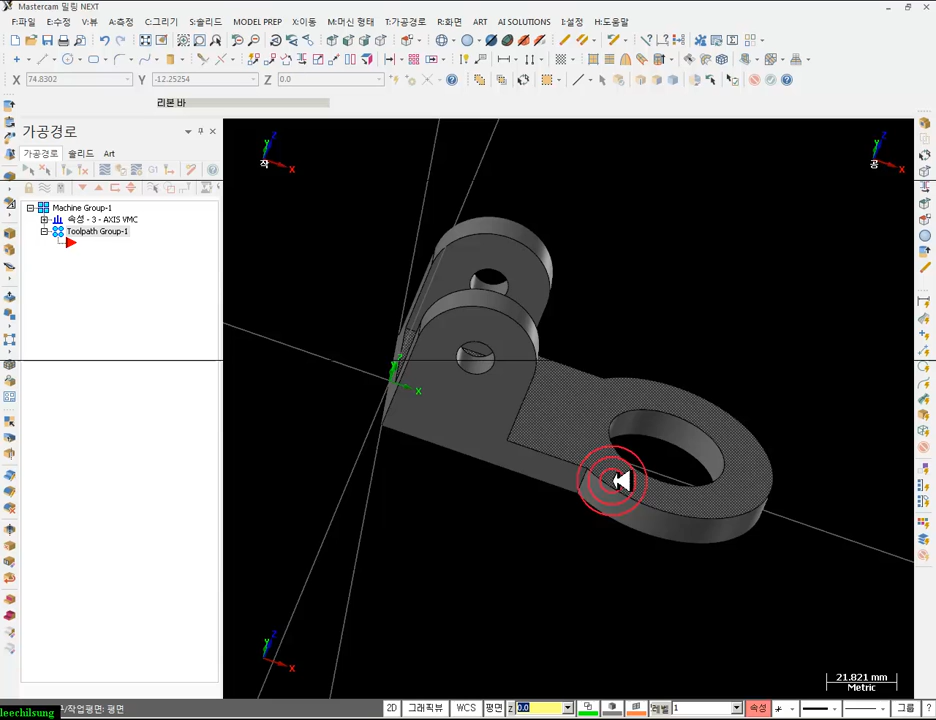 Mastercam 밀링 NEXT
F:파일 E:수정 V:뷰 A:측정 C:그리기 S:솔리드 MODEL PREP X:이동 M:머신 형태 T:가공경로 R:화면 ART AI SOLUTIONS I:설정 H:도움말
X 74.8302 Y -12.25254 Z 0.0
리본 바
가공경로
가공경로 솔리드 Art
G1
Machine Group-1
속성 - 3 - AXIS VMC
Toolpath Group-1
Z
Y
X
작
Z
Y
X
공
Y
X
Z
Y
X
21.821 mm
Metric
leechilsung
/작업평면: 평면
2D 그래픽뷰 WCS 평면 Z 0.0 레벨 1 속성 그룹 ?